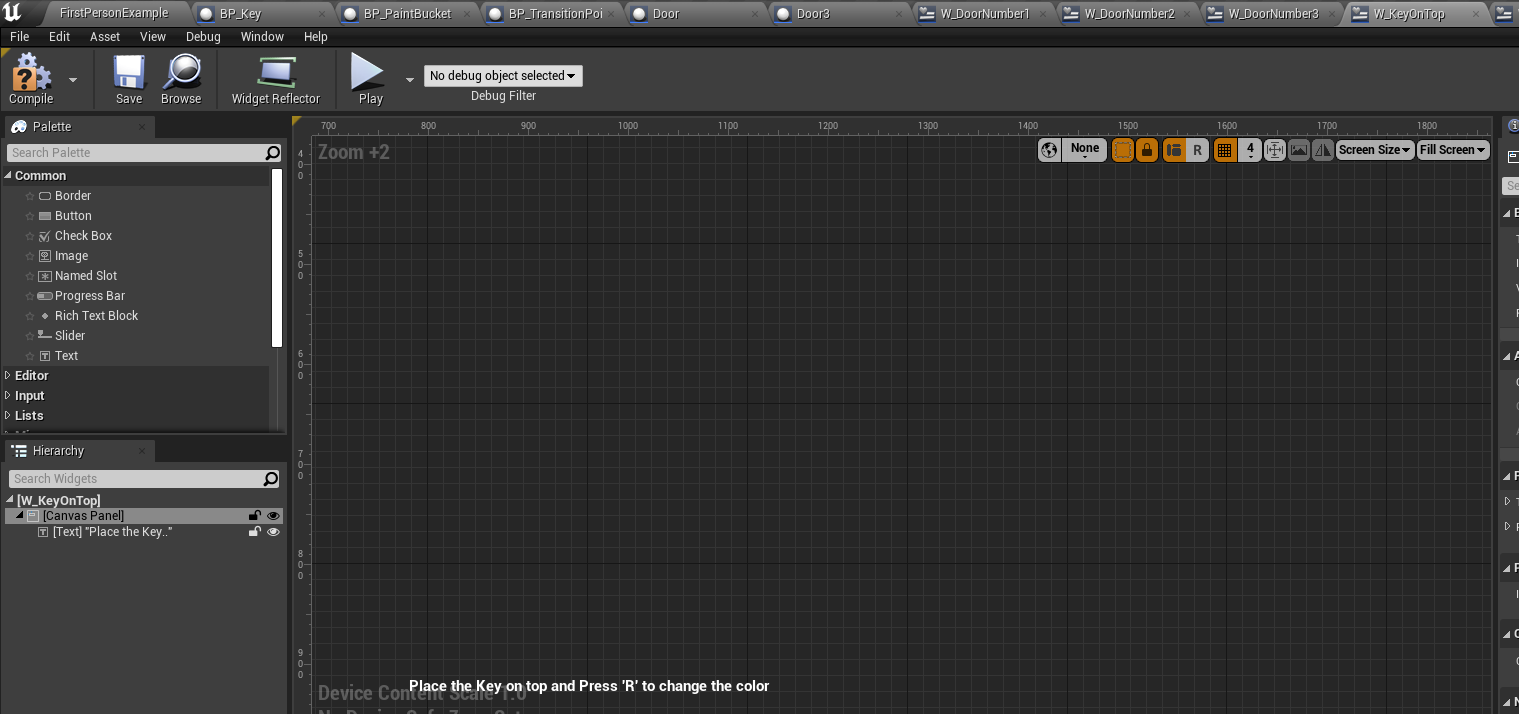 FirstPersonExample BP_Key BP_PaintBucket BP_TransitionPoi Door Door3 W_DoorNumber1 W_DoorNumber2 W_DoorNumber3 W_KeyOnTop
File Edit Asset View Debug Window Help
No debug object selected
Compile Save Browse Widget Reflector Play Debug Filter
Palette
700 800 900 1000 1100 1200 1300 1400 1500 1600 1700 1800
Search Palette
Zoom +2
None R 4 Screen Size Fill Screen
Common
Border
Button
Check Box
Image
Named Slot
Progress Bar
Rich Text Block
Slider
Text
Editor
Input
Lists
400
500
600
700
800
900
Hierarchy
Search Widgets
[W_KeyOnTop]
[Canvas Panel]
[Text] "Place the Key.."
Place the Key on top and Press 'R' to change the color
Device Content Scale 1.0